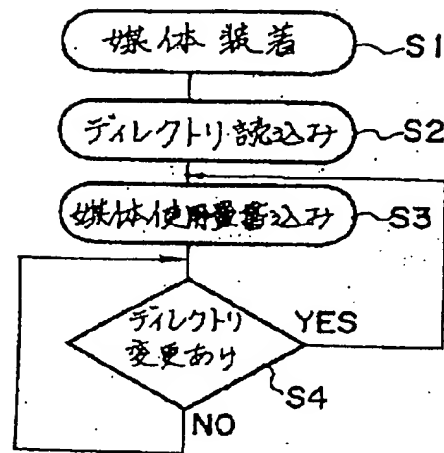 媒体装着
S1
ディレクトリ読込み
S2
媒体使用量書込み
S3
ディレクトリ
変更あり
YES
S4
NO